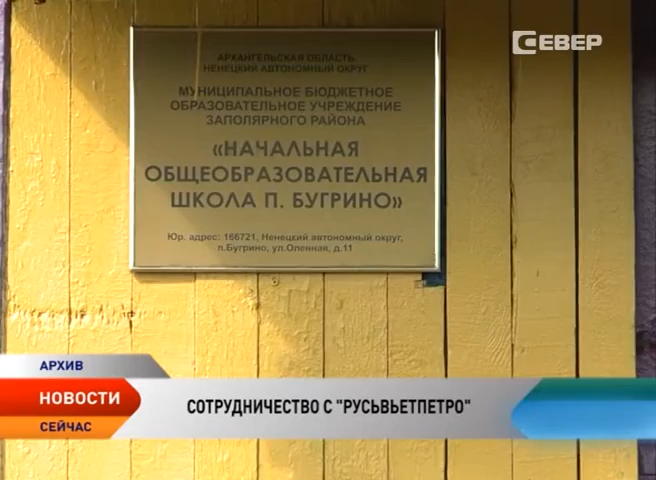 СЕВЕР
АРХАНГЕЛЬСКАЯ ОБЛАСТЬ
НЕНЕЦКИЙ АВТОНОМНЫЙ ОКРУГ
МУНИЦИПАЛЬНОЕ БЮДЖЕТНОЕ
ОБРАЗОВАТЕЛЬНОЕ УЧРЕЖДЕНИЕ
ЗАПОЛЯРНОГО РАЙОНА
«НАЧАЛЬНАЯ
ОБЩЕОБРАЗОВАТЕЛЬНАЯ
ШКОЛА П. БУГРИНО»
Юр. адрес: 166721, Ненецкий автономный округ,
п.Бугрино, ул.Оленная, д.11
АРХИВ
НОВОСТИ
СЕЙЧАС
СОТРУДНИЧЕСТВО С "РУСЬВЬЕТПЕТРО"